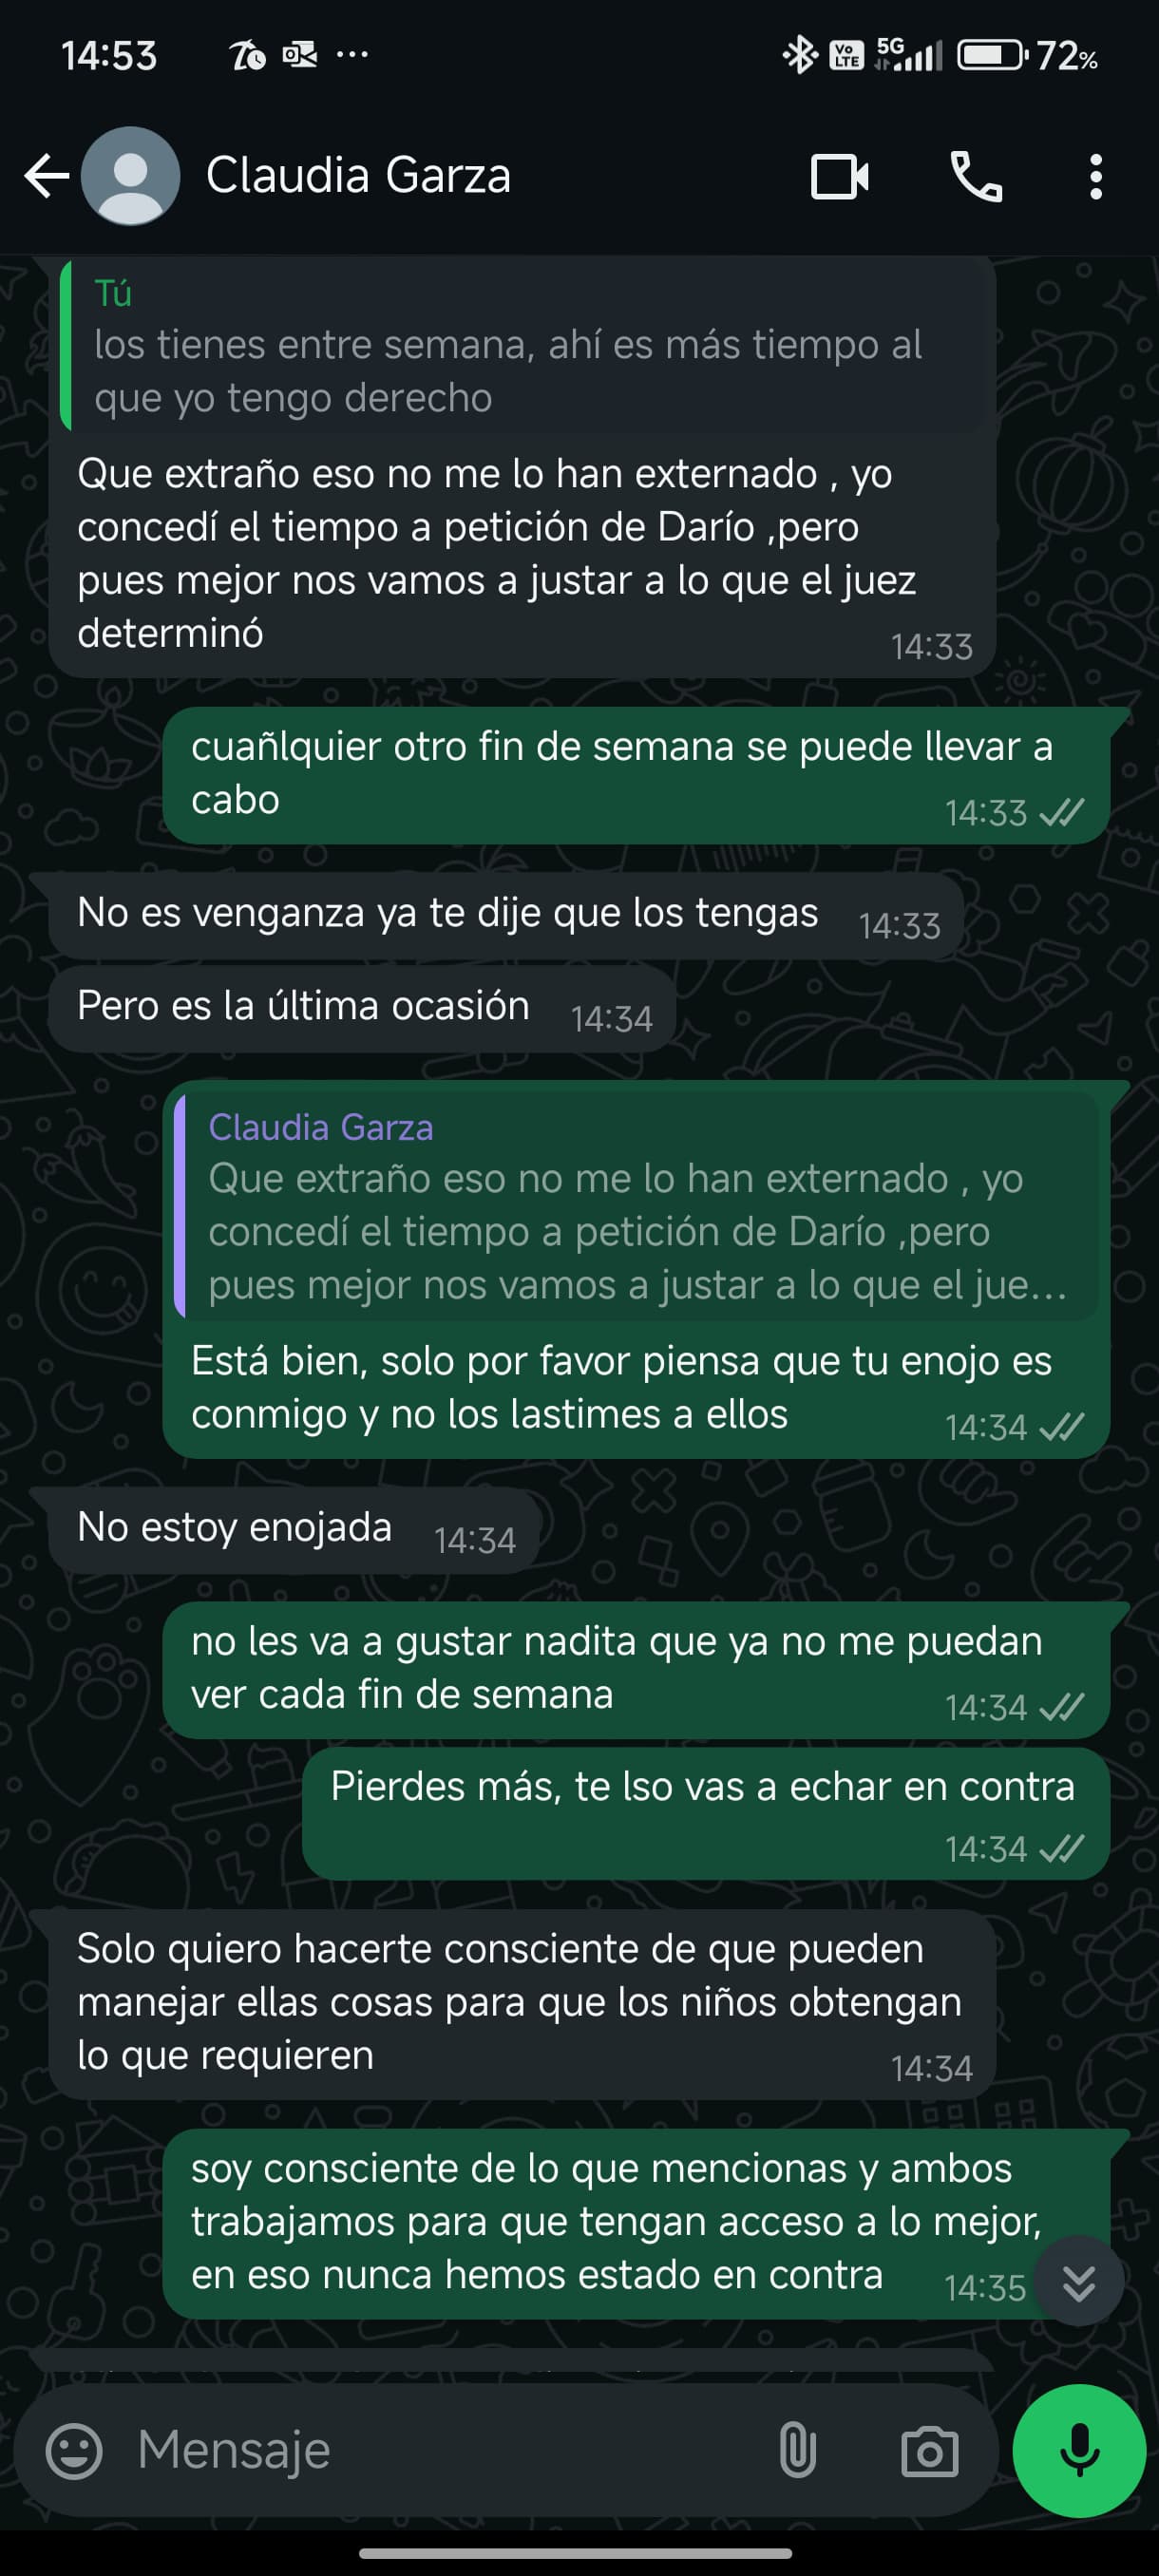 14:53
Vo
LTE
5G
72%
Claudia Garza
Tú
los tienes entre semana, ahí es más tiempo al
que yo tengo derecho
Que extraño eso no me lo han externado , yo
concedí el tiempo a petición de Darío ,pero
pues mejor nos vamos a justar a lo que el juez
determinó
14:33
cuañlquier otro fin de semana se puede llevar a
cabo
14:33
No es venganza ya te dije que los tengas
14:33
Pero es la última ocasión
14:34
Claudia Garza
Que extraño eso no me lo han externado , yo
concedí el tiempo a petición de Darío ,pero
pues mejor nos vamos a justar a lo que el jue...
Está bien, solo por favor piensa que tu enojo es
conmigo y no los lastimes a ellos
14:34
No estoy enojada
14:34
no les va a gustar nadita que ya no me puedan
ver cada fin de semana
14:34
Pierdes más, te lso vas a echar en contra
14:34
Solo quiero hacerte consciente de que pueden
manejar ellas cosas para que los niños obtengan
lo que requieren
14:34
soy consciente de lo que mencionas y ambos
trabajamos para que tengan acceso a lo mejor,
en eso nunca hemos estado en contra
14:35
Mensaje